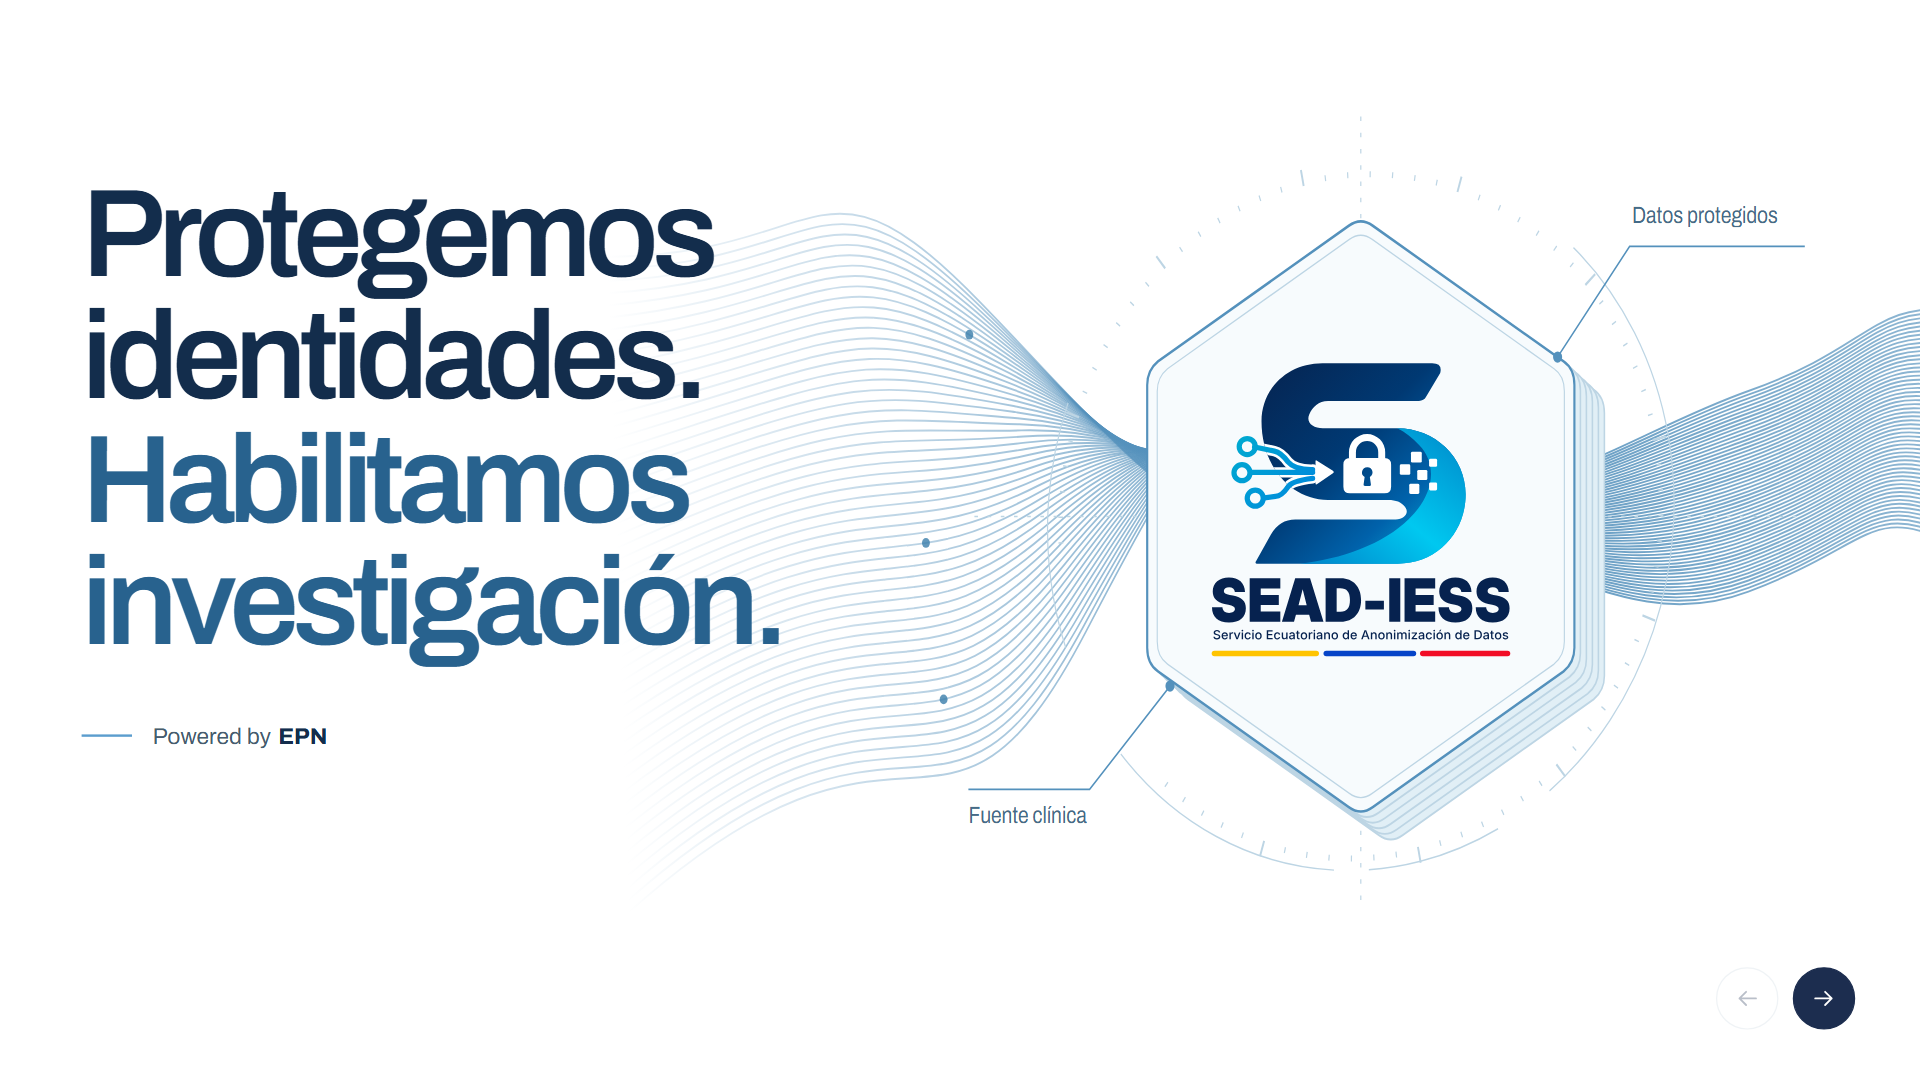 Protegemos
identidades.
Habilitamos
investigación.
Powered by EPN
Datos protegidos
SEAD-IESS
Servicio Ecuatoriano de Anonimización de Datos
Fuente clínica